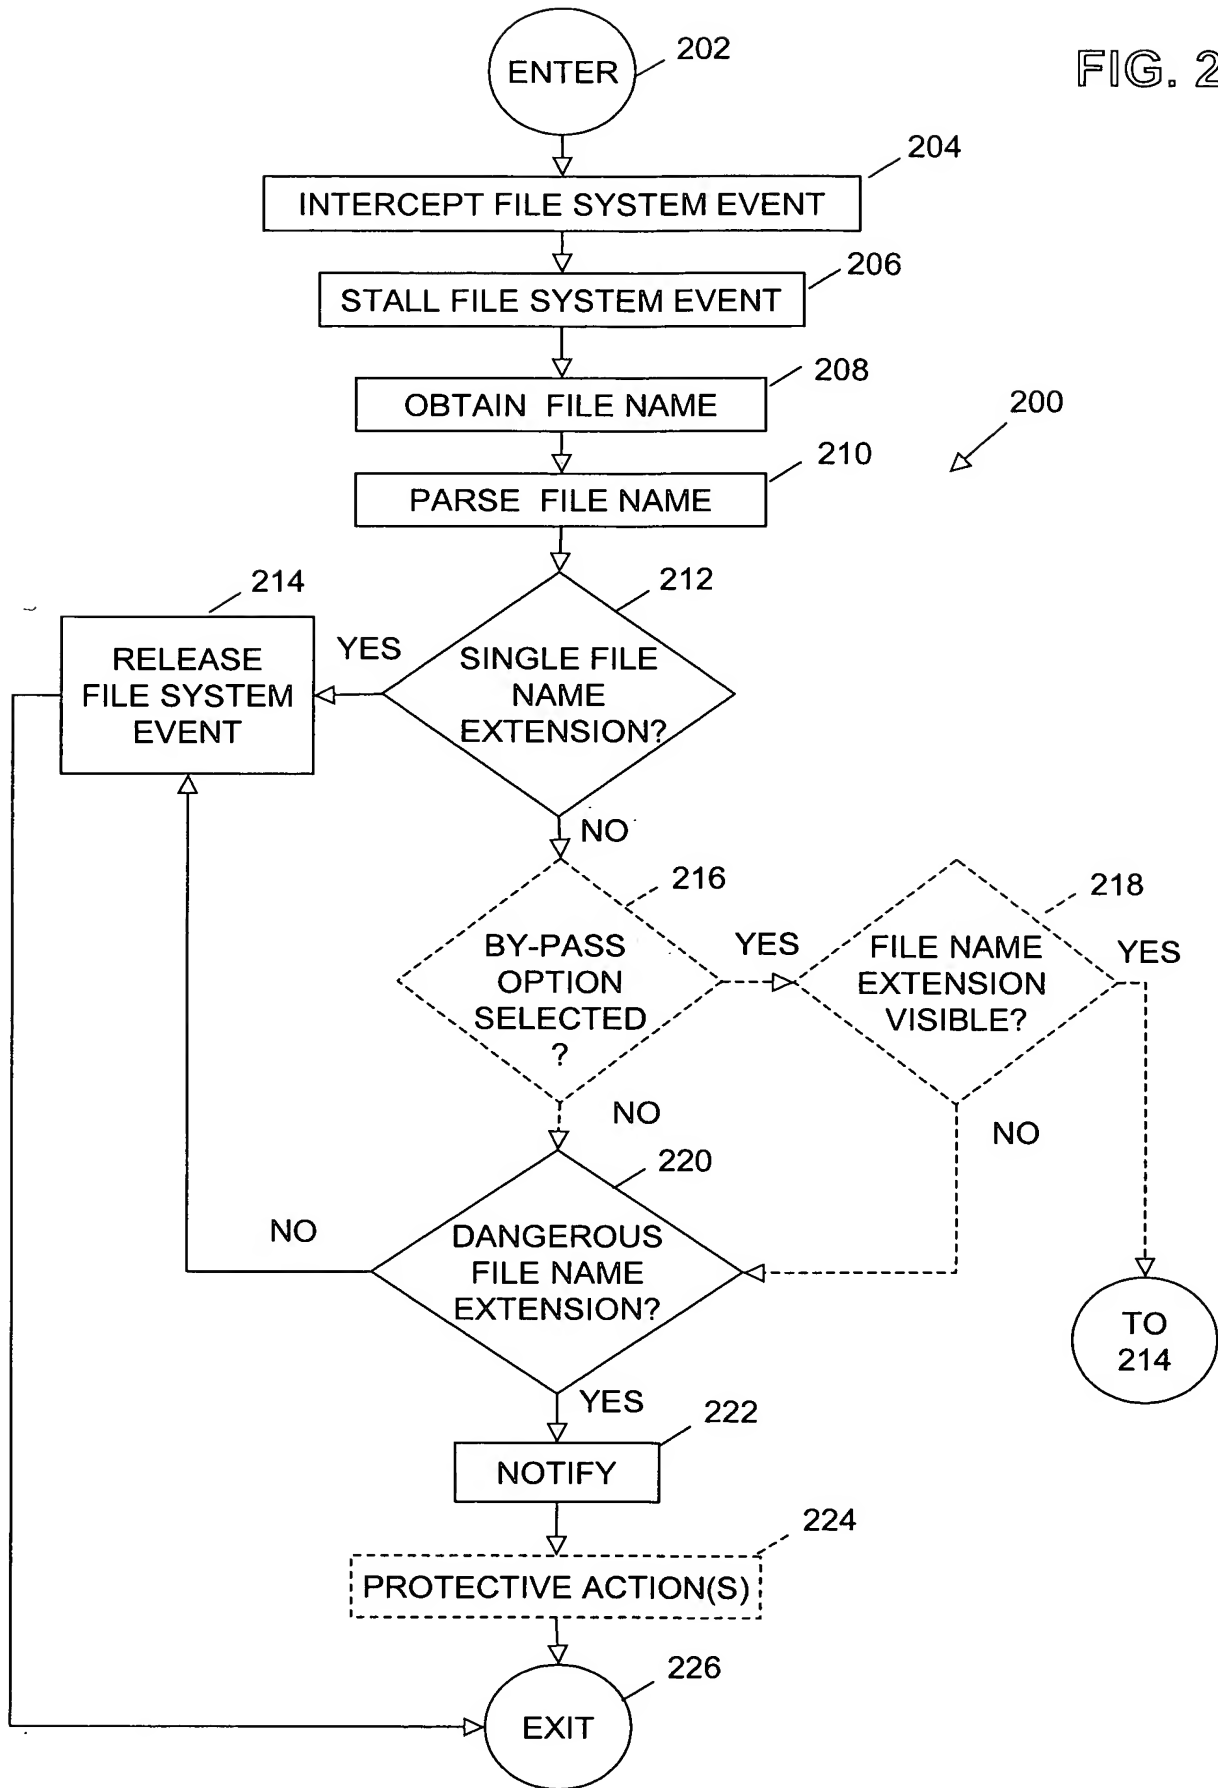 FIG. 2
ENTER
202
204
INTERCEPT FILE SYSTEM EVENT
206
STALL FILE SYSTEM EVENT
208
OBTAIN FILE NAME
200
210
PARSE FILE NAME
212
214
YES
SINGLE FILE
NAME
EXTENSION?
RELEASE
FILE SYSTEM
EVENT
NO
216
218
BY-PASS
OPTION
SELECTED
?
YES
FILE NAME
EXTENSION
VISIBLE?
YES
NO
NO
220
NO
DANGEROUS
FILE NAME
EXTENSION?
TO
214
YES
222
NOTIFY
224
PROTECTIVE ACTION(S)
226
EXIT